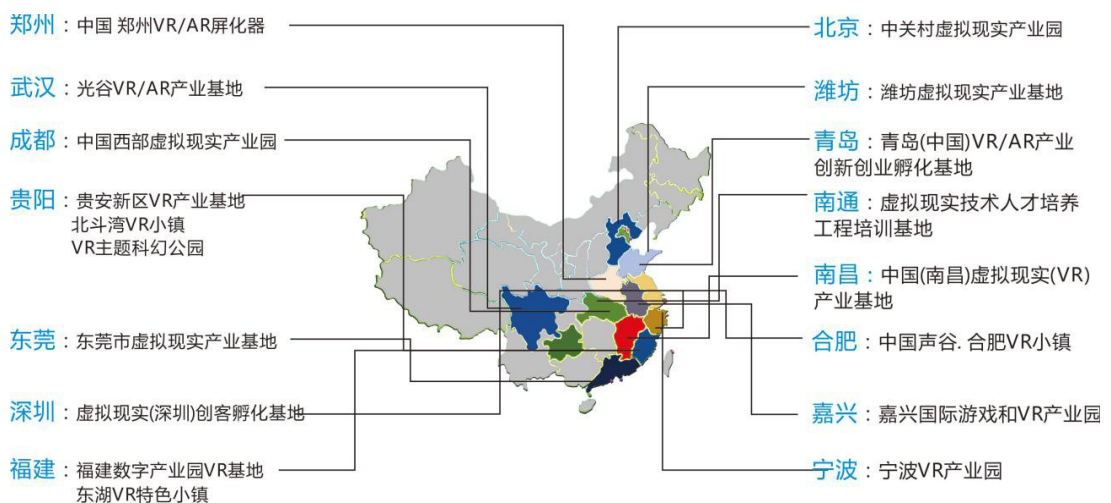 郑州：中国 郑州VR/AR屏化器
武汉：光谷VR/AR产业基地
成都：中国西部虚拟现实产业园
贵阳：贵安新区VR产业基地
北斗湾VR小镇
VR主题科幻公园
东莞：东莞市虚拟现实产业基地
深圳：虚拟现实(深圳)创客孵化基地
福建：福建数字产业园VR基地
东湖VR特色小镇
北京：中关村虚拟现实产业园
潍坊：潍坊虚拟现实产业基地
青岛：青岛(中国)VR/AR产业
创新创业孵化基地
南通：虚拟现实技术人才培养
工程培训基地
南昌：中国(南昌)虚拟现实(VR)
产业基地
合肥：中国声谷. 合肥VR小镇
嘉兴：嘉兴国际游戏和VR产业园
宁波：宁波VR产业园